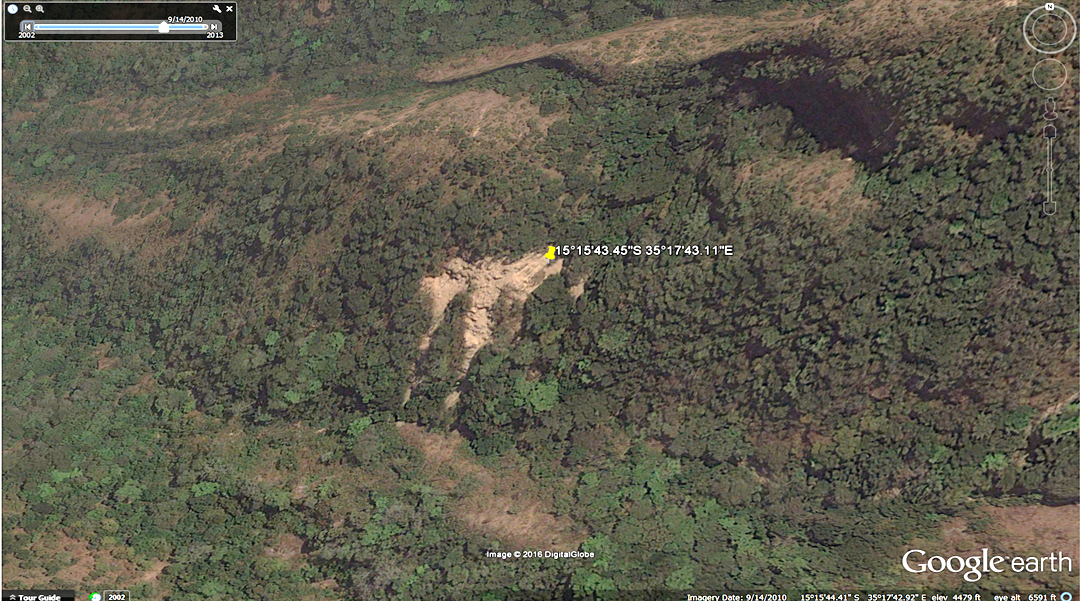 9/14/2010
2002
2013
N
15°15'43.45"S 35°17'43.11"E
Image © 2016 DigitalGlobe
Google earth
Tour Guide
2002
Imagery Date: 9/14/2010 15°15'44.41" S 35°17'42.92" E elev 4479 ft eye alt 6591 ft